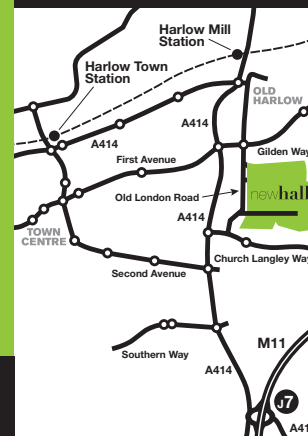 Harlow Mill
Station
Harlow Town
Station
OLD
HARLOW
A414
A414
Gilden Way
First Avenue
Old London Road
newhall
A414
TOWN
CENTRE
Church Langley Way
Second Avenue
M11
Southern Way
A414
J7
A41